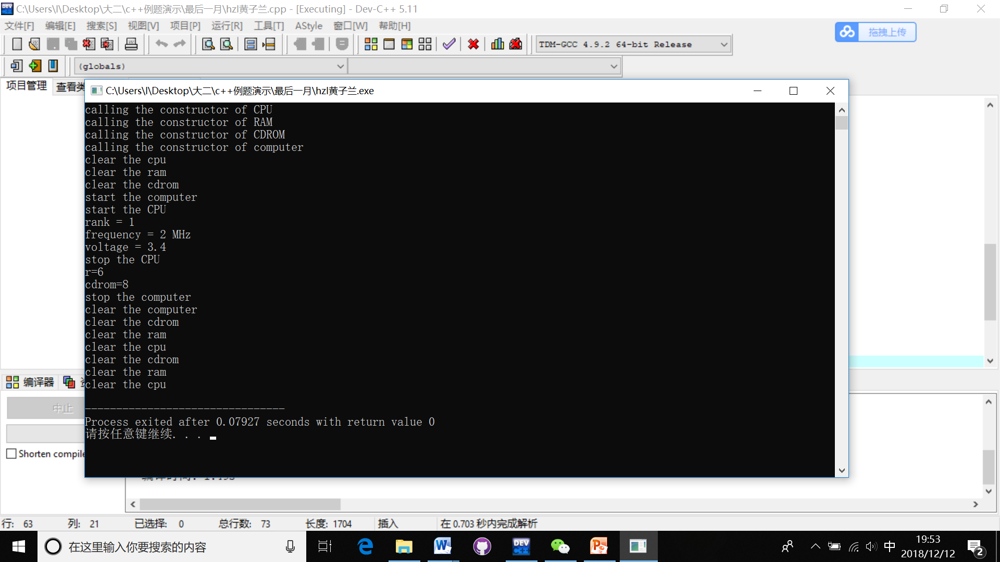 C:\Users\l\Desktop\大二\c++例题演示\最后一月\hzl黄子兰.cpp - [Executing] - Dev-C++ 5.11
文件[F] 编辑[E] 搜索[S] 视图[V] 项目[P] 运行[R] 工具[T] AStyle 窗口[W] 帮助[H]
拖拽上传
TDM-GCC 4.9.2 64-bit Release
(globals)
项目管理 查看类
C:\Users\l\Desktop\大二\c++例题演示\最后一月\hzl黄子兰.exe
calling the constructor of CPU
calling the constructor of RAM
calling the constructor of CDROM
calling the constructor of computer
clear the cpu
clear the ram
clear the cdrom
start the computer
start the CPU
rank = 1
frequency = 2 MHz
voltage = 3.4
stop the CPU
r=6
cdrom=8
stop the computer
clear the computer
clear the cdrom
clear the ram
clear the cpu
clear the cdrom
clear the ram
clear the cpu
--------------------------------
Process exited after 0.07927 seconds with return value 0
请按任意键继续. . .
编译器
中止
Shorten compile
行: 63 列: 21 已选择: 0 总行数: 73 长度: 1704 插入 在 0.703 秒内完成解析
在这里输入你要搜索的内容
DEV C++
中
19:53
2018/12/12
2